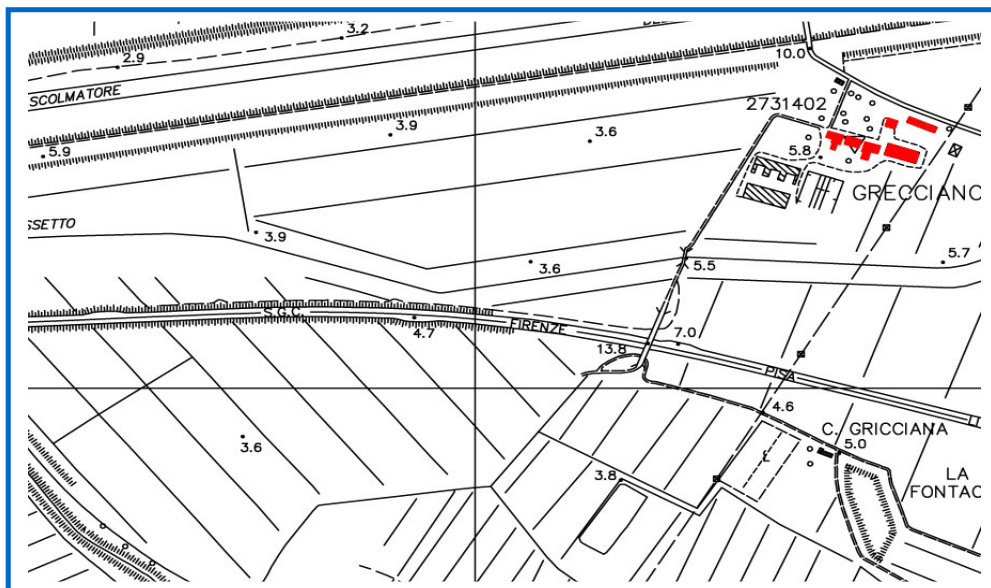 3.2
2.9
10.0
SCOLMATORE
2731402
3.9
3.6
5.9
5.8
GRECCIANO
SSETTO
3.9
3.6
5.5
5.7
S.G.C.
FIRENZE
4.7
7.0
13.8
PISA
4.6
C. GRICCIANA
3.6
5.0
3.8
LA
FONTAC